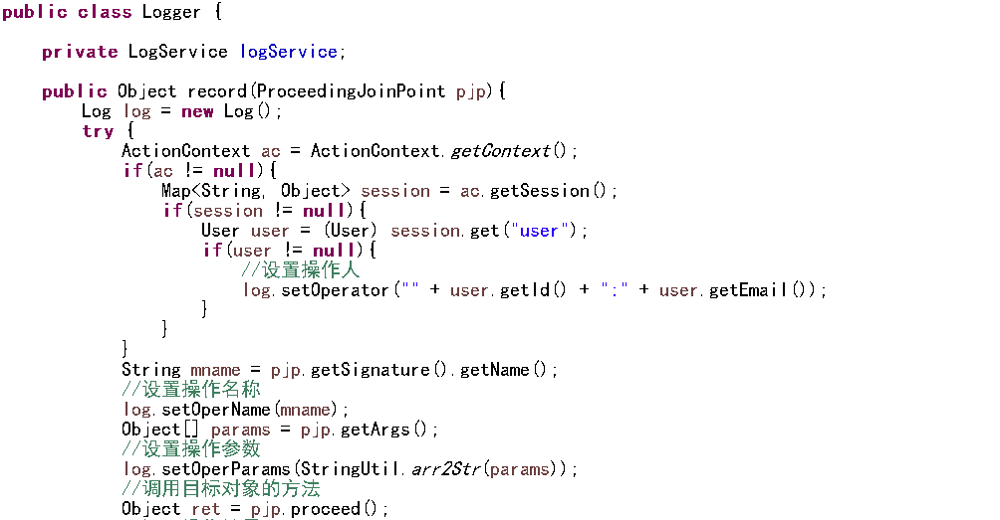 public class Logger {
private LogService logService;
public Object record(ProceedingJoinPoint pjp){
Log log = new Log();
try {
ActionContext ac = ActionContext.getContext();
if(ac != null){
Map<String, Object> session = ac.getSession();
if(session != null){
User user = (User) session.get("user");
if(user != null){
//设置操作人
log.setOperator("" + user.getId() + ":" + user.getEmail());
}
}
}
String mname = pjp.getSignature().getName();
//设置操作名称
log.setOperName(mname);
Object[] params = pjp.getArgs();
//设置操作参数
log.setOperParams(StringUtil.arr2Str(params));
//调用目标对象的方法
Object ret = pjp.proceed();